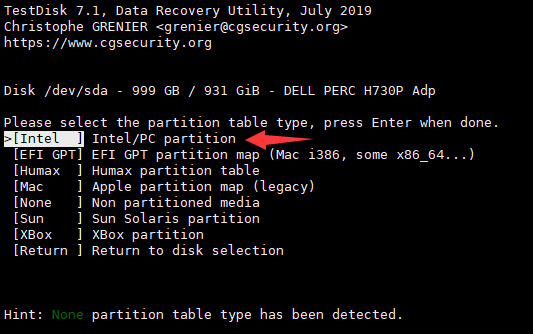 TestDisk 7.1, Data Recovery Utility, July 2019
Christophe GRENIER <grenier@cgsecurity.org>
https://www.cgsecurity.org
Disk /dev/sda - 999 GB / 931 GiB - DELL PERC H730P Adp
Please select the partition table type, press Enter when done.
>[Intel  ] Intel/PC partition
 [EFI GPT] EFI GPT partition map (Mac i386, some x86_64...)
 [Humax  ] Humax partition table
 [Mac    ] Apple partition map (legacy)
 [None   ] Non partitioned media
 [Sun    ] Sun Solaris partition
 [XBox   ] XBox partition
 [Return ] Return to disk selection
Hint: None partition table type has been detected.